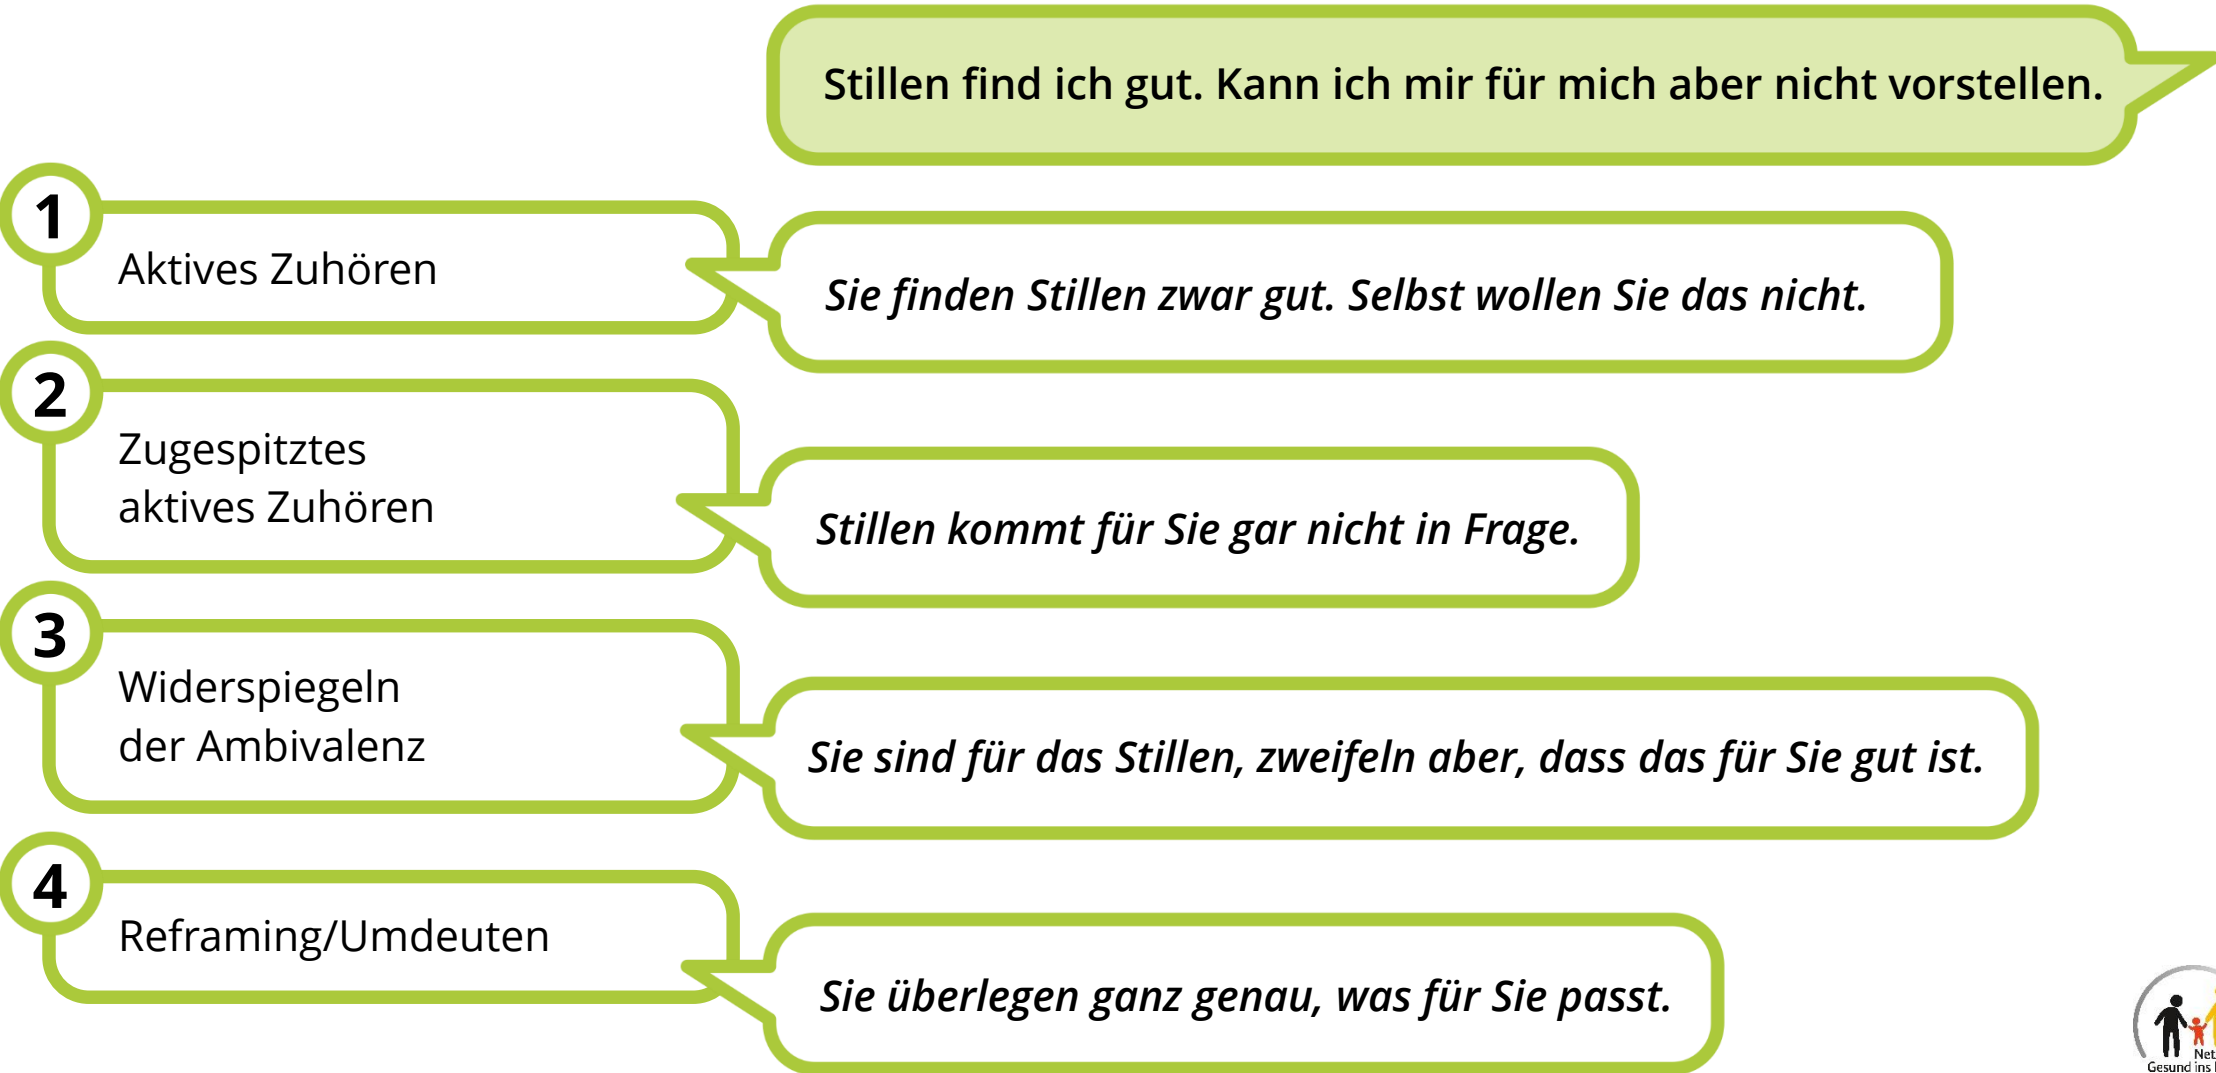 Stillen find ich gut. Kann ich mir für mich aber nicht vorstellen.
1
Aktives Zuhören
Sie finden Stillen zwar gut. Selbst wollen Sie das nicht.
2
Zugespitztes
aktives Zuhören
Stillen kommt für Sie gar nicht in Frage.
3
Widerspiegeln
der Ambivalenz
Sie sind für das Stillen, zweifeln aber, dass das für Sie gut ist.
4
Reframing/Umdeuten
Sie überlegen ganz genau, was für Sie passt.
Gesund ins